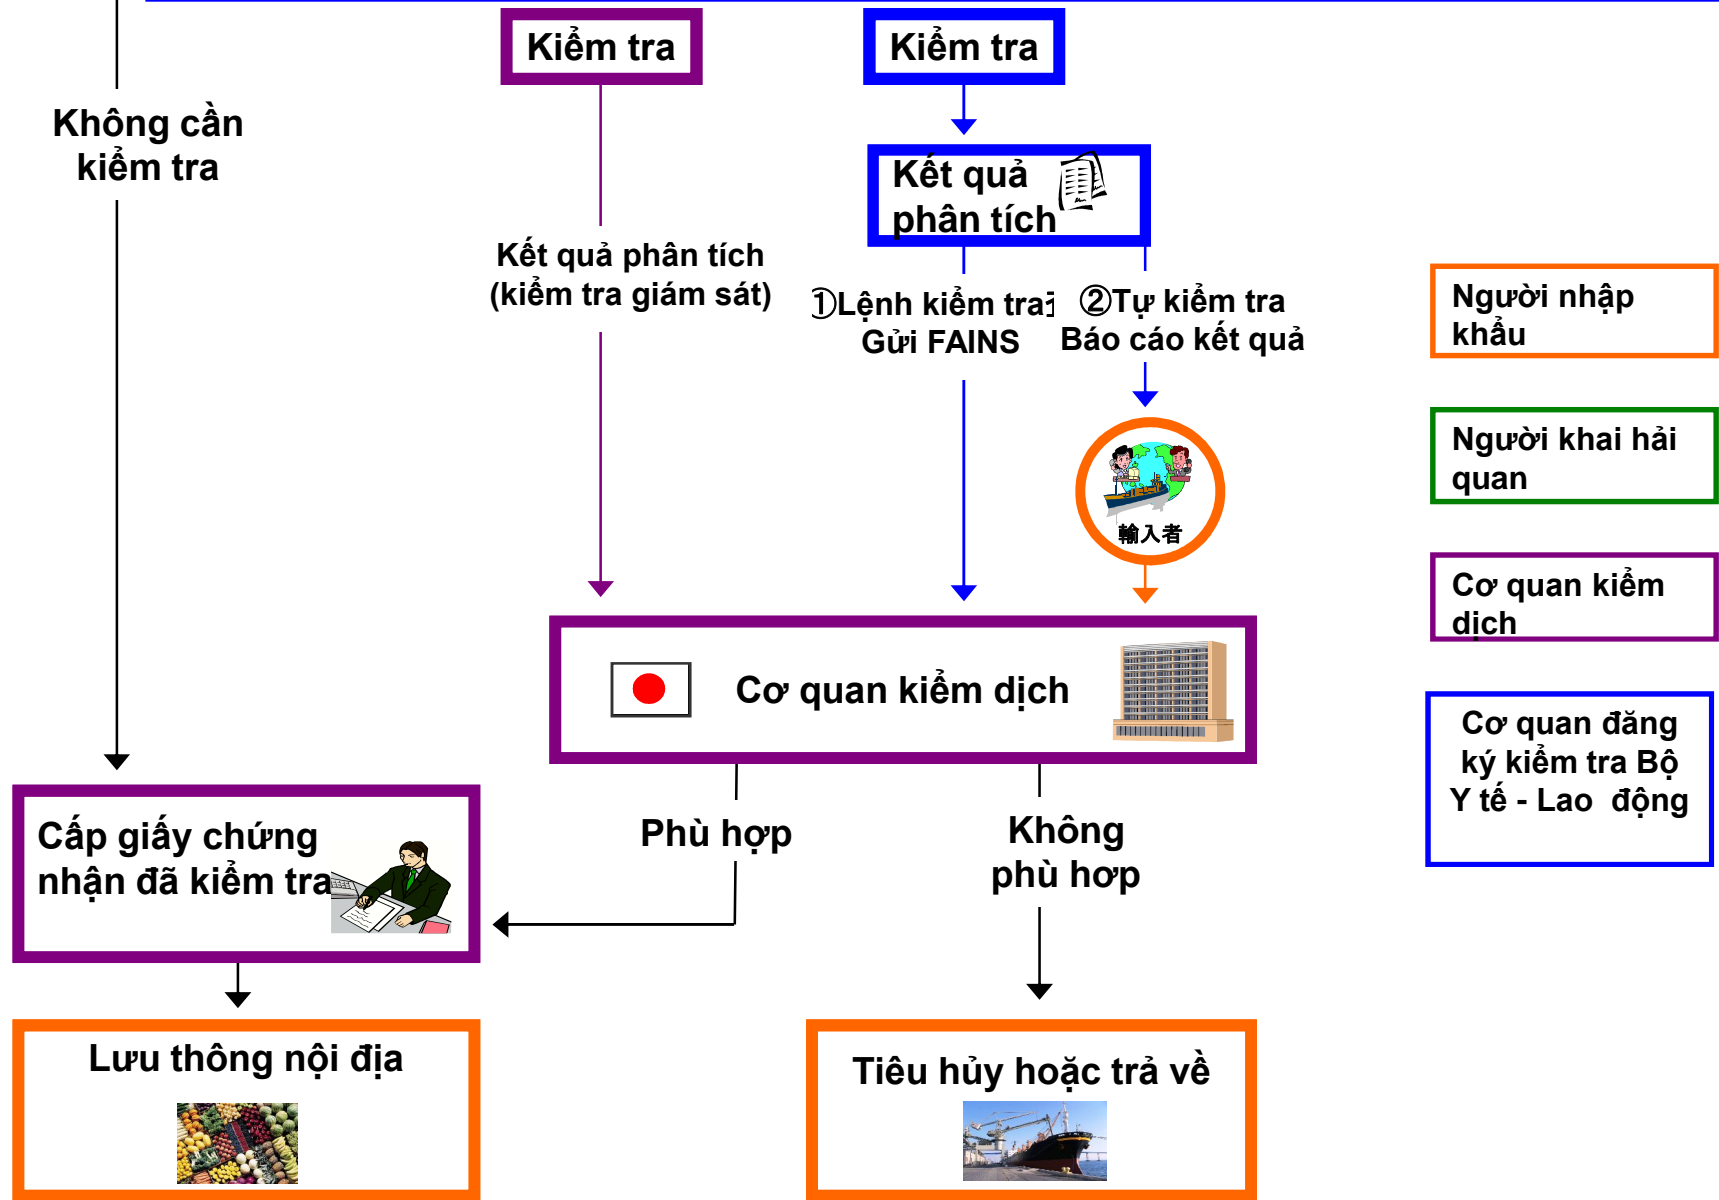 Kiểm tra
Kiểm tra
Không cần
kiểm tra
Kết quả
phân tích
Kết quả phân tích
(kiểm tra giám sát)
①Lệnh kiểm tra
Gửi FAINS
②Tự kiểm tra
Báo cáo kết quả
輸入者
Cơ quan kiểm dịch
Phù hợp
Không
phù hơp
Cấp giấy chứng
nhận đã kiểm tra
Lưu thông nội địa
Tiêu hủy hoặc trả về
Người nhập
khẩu
Người khai hải
quan
Cơ quan kiểm
dịch
Cơ quan đăng
ký kiểm tra Bộ
Y tế - Lao động